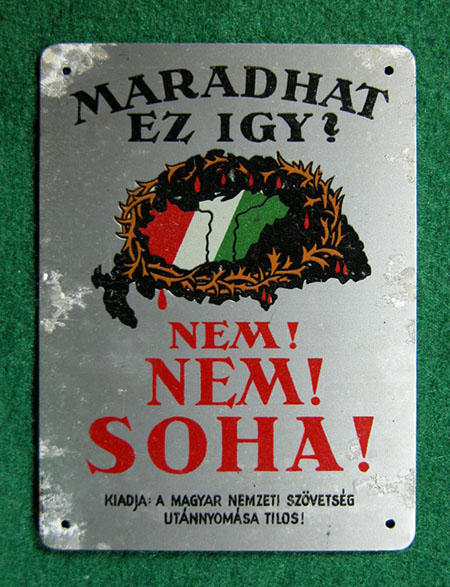 MARADHAT
EZ IGY?
NEM!
NEM!
SOHA!
KIADJA: A MAGYAR NEMZETI SZÖVETSÉG
UTÁNNYOMÁSA TILOS!